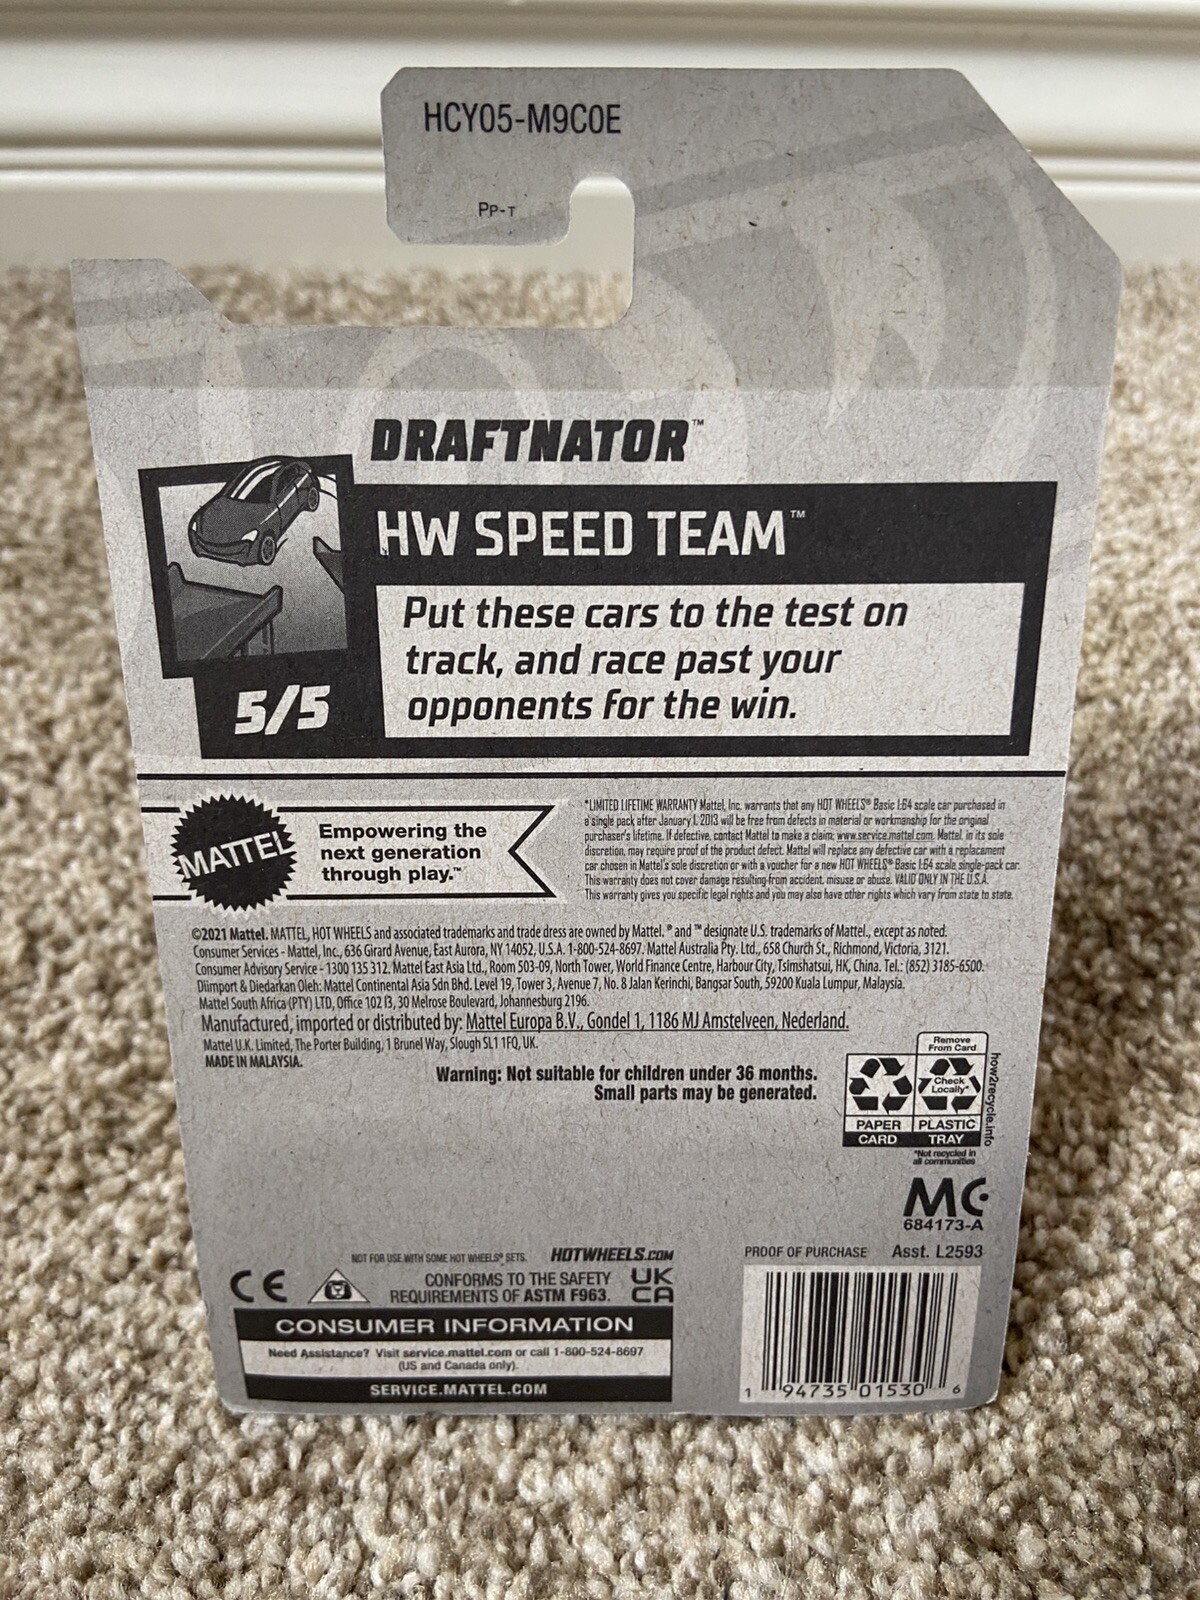 HCY05-M9C0E
PP-T
DRAFTNATOR™
HW SPEED TEAM™
Put these cars to the test on
track, and race past your
opponents for the win.
5/5
MATTEL
Empowering the
next generation
through play.™
*LIMITED LIFETIME WARRANTY Mattel, Inc. warrants that any HOT WHEELS® Basic 1:64 scale car purchased in
a single pack after January 1, 2013 will be free from defects in material or workmanship for the original
purchaser's lifetime. If defective, contact Mattel to make a claim: www.service.mattel.com. Mattel, in its sole
discretion, may require proof of the product defect. Mattel will replace any defective car with a replacement
car chosen in Mattel's sole discretion or with a voucher for a new HOT WHEELS® Basic 1:64 scale single-pack car.
This warranty does not cover damage resulting from accident, misuse or abuse. VALID ONLY IN THE U.S.A.
This warranty gives you specific legal rights and you may also have other rights which vary from state to state.
©2021 Mattel. MATTEL, HOT WHEELS and associated trademarks and trade dress are owned by Mattel. ® and ™ designate U.S. trademarks of Mattel., except as noted.
Consumer Services - Mattel, Inc., 636 Girard Avenue, East Aurora, NY 14052, U.S.A. 1-800-524-8697. Mattel Australia Pty. Ltd., 658 Church St., Richmond, Victoria, 3121.
Consumer Advisory Service - 1300 135 312. Mattel East Asia Ltd., Room 503-09, North Tower, World Finance Centre, Harbour City, Tsimshatsui, HK, China. Tel.: (852) 3185-6500.
Diimport & Diedarkan Oleh: Mattel Continental Asia Sdn Bhd. Level 19, Tower 3, Avenue 7, No. 8 Jalan Kerinchi, Bangsar South, 59200 Kuala Lumpur, Malaysia.
Mattel South Africa (PTY) LTD, Office 102 I3, 30 Melrose Boulevard, Johannesburg 2196.
Manufactured, imported or distributed by: Mattel Europa B.V., Gondel 1, 1186 MJ Amstelveen, Nederland.
Mattel U.K. Limited, The Porter Building, 1 Brunel Way, Slough SL1 1FQ, UK.
MADE IN MALAYSIA.
Warning: Not suitable for children under 36 months.
Small parts may be generated.
Remove
From Card
Check
Locally*
PAPER
CARD
PLASTIC
TRAY
how2recycle.info
*Not recycled in
all communities
MC
684173-A
NOT FOR USE WITH SOME HOT WHEELS® SETS.
HOTWHEELS.COM
CE
CONFORMS TO THE SAFETY
REQUIREMENTS OF ASTM F963.
UK
CA
CONSUMER INFORMATION
Need Assistance? Visit service.mattel.com or call 1-800-524-8697
(US and Canada only).
SERVICE.MATTEL.COM
PROOF OF PURCHASE Asst. L2593
1 94735 01530 6